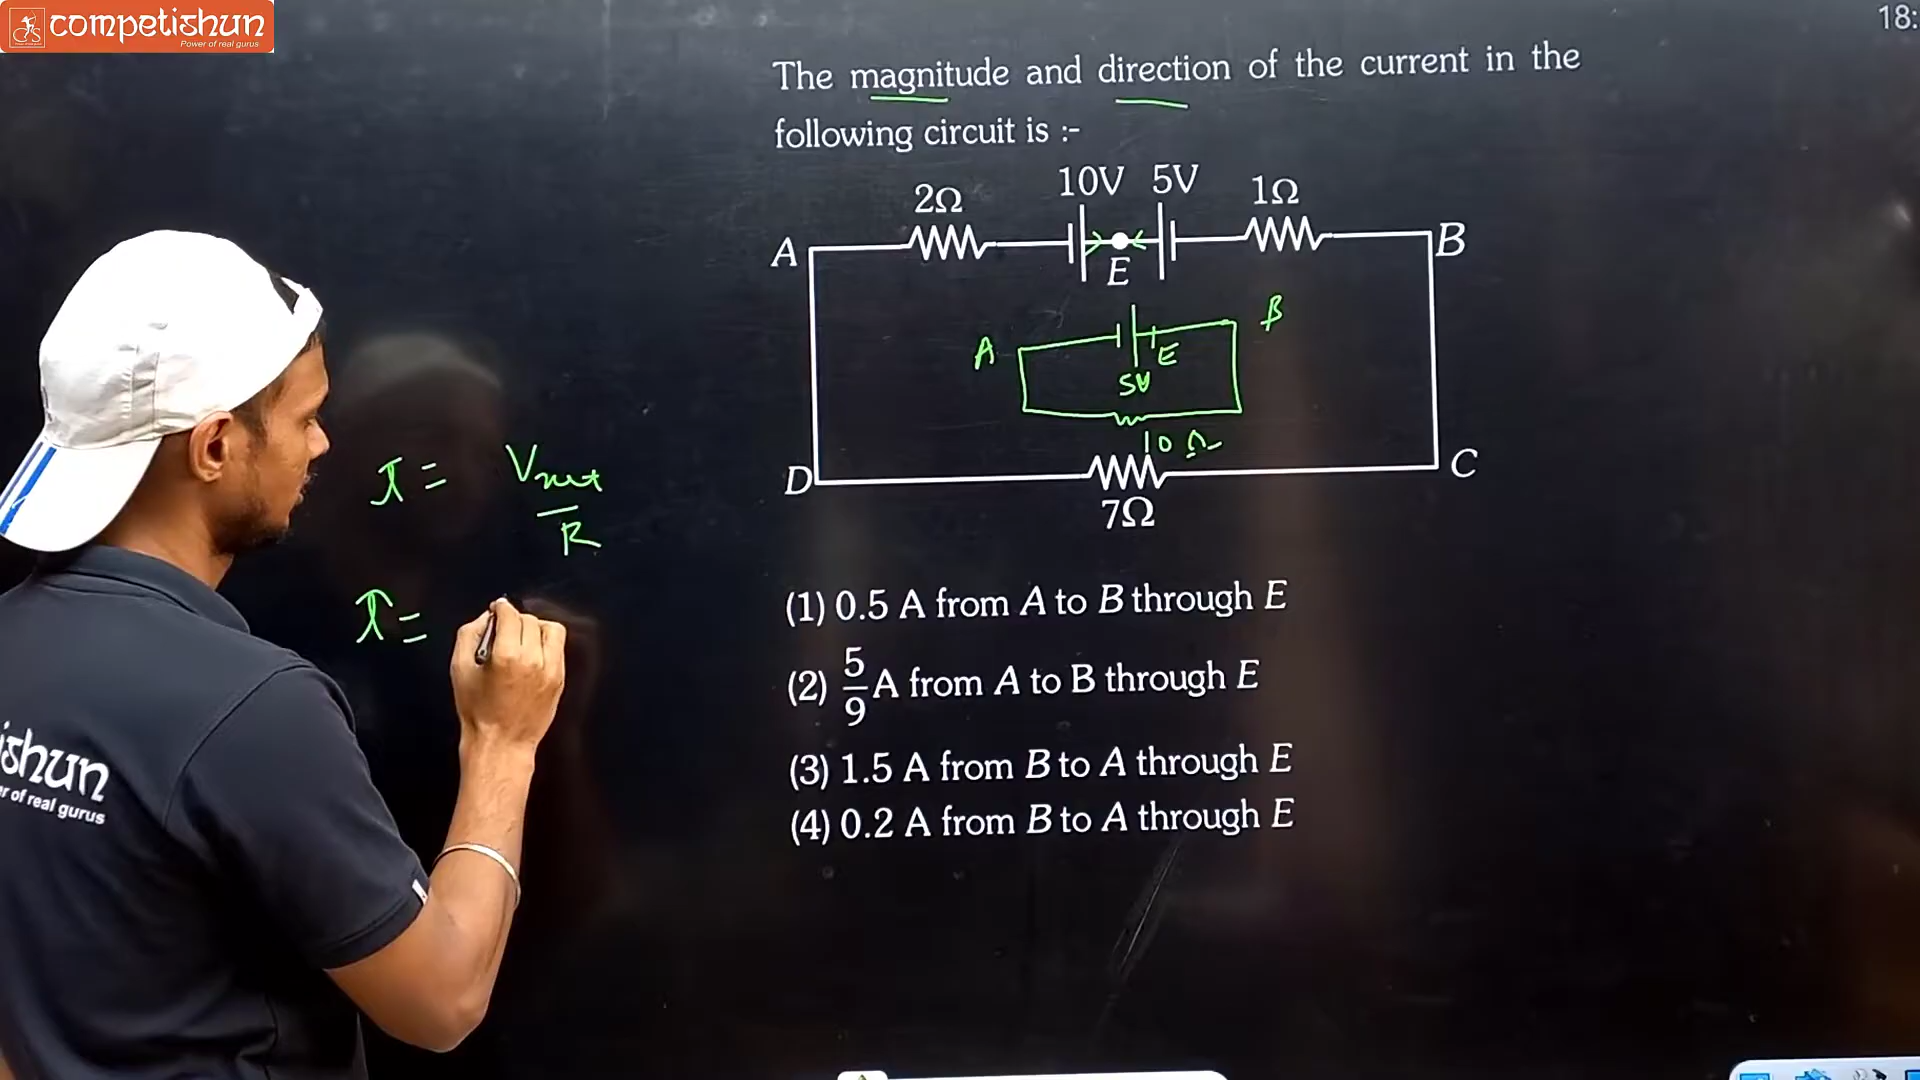 competishun
Power of real gurus
18:
The magnitude and direction of the current in the
following circuit is :-
10V 5V
2Ω 1Ω
A B
E
A B
E
5V
10 Ω
D C
7Ω
I = Vnet
R
I =
(1) 0.5 A from A to B through E
(2) 5/9 A from A to B through E
(3) 1.5 A from B to A through E
(4) 0.2 A from B to A through E
ishun
er of real gurus